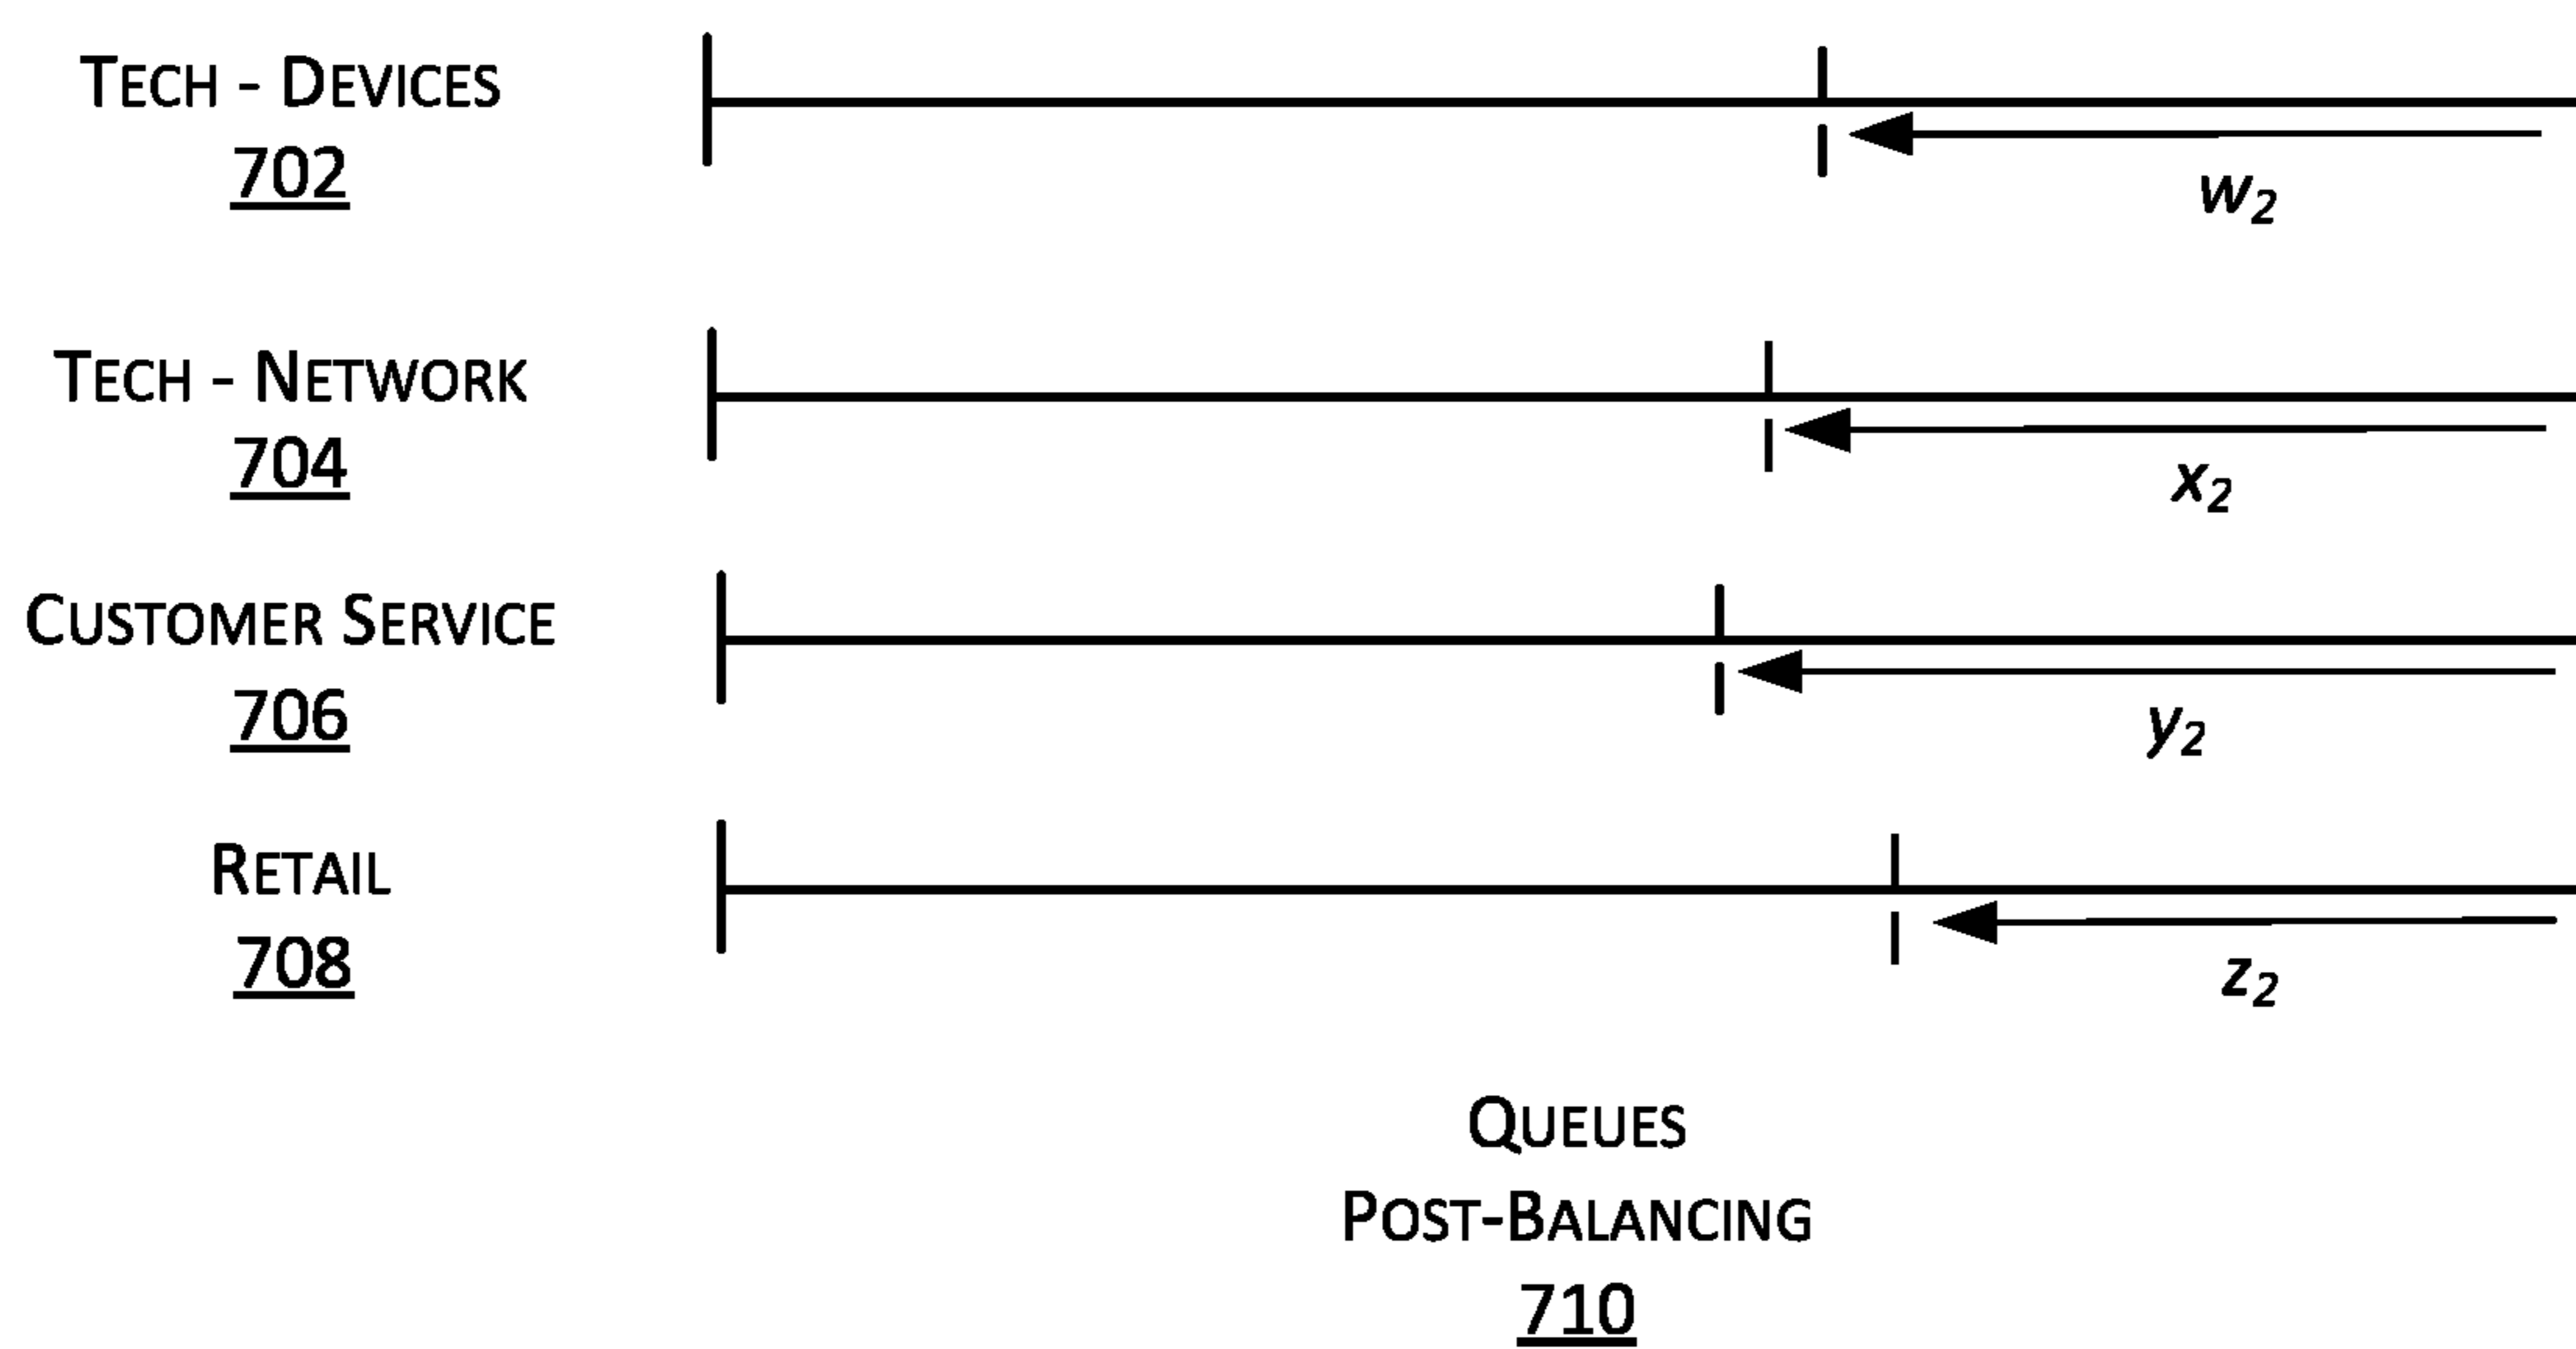 TECH - DEVICES
702
w2
TECH - NETWORK
704
x2
CUSTOMER SERVICE
706
y2
RETAIL
708
z2
QUEUES
POST-BALANCING
710